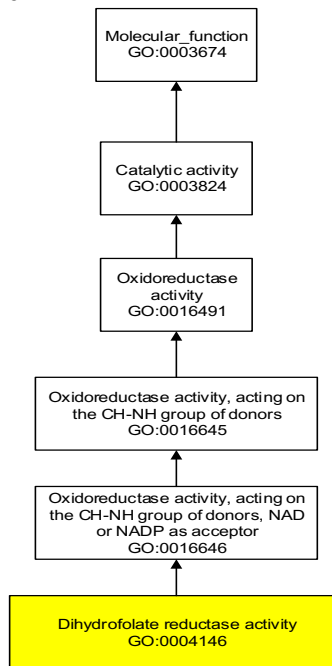 Molecular_function
GO:0003674
Catalytic activity
GO:0003824
Oxidoreductase
activity
GO:0016491
Oxidoreductase activity, acting on
the CH-NH group of donors
GO:0016645
Oxidoreductase activity, acting on
the CH-NH group of donors, NAD
or NADP as acceptor
GO:0016646
Dihydrofolate reductase activity
GO:0004146